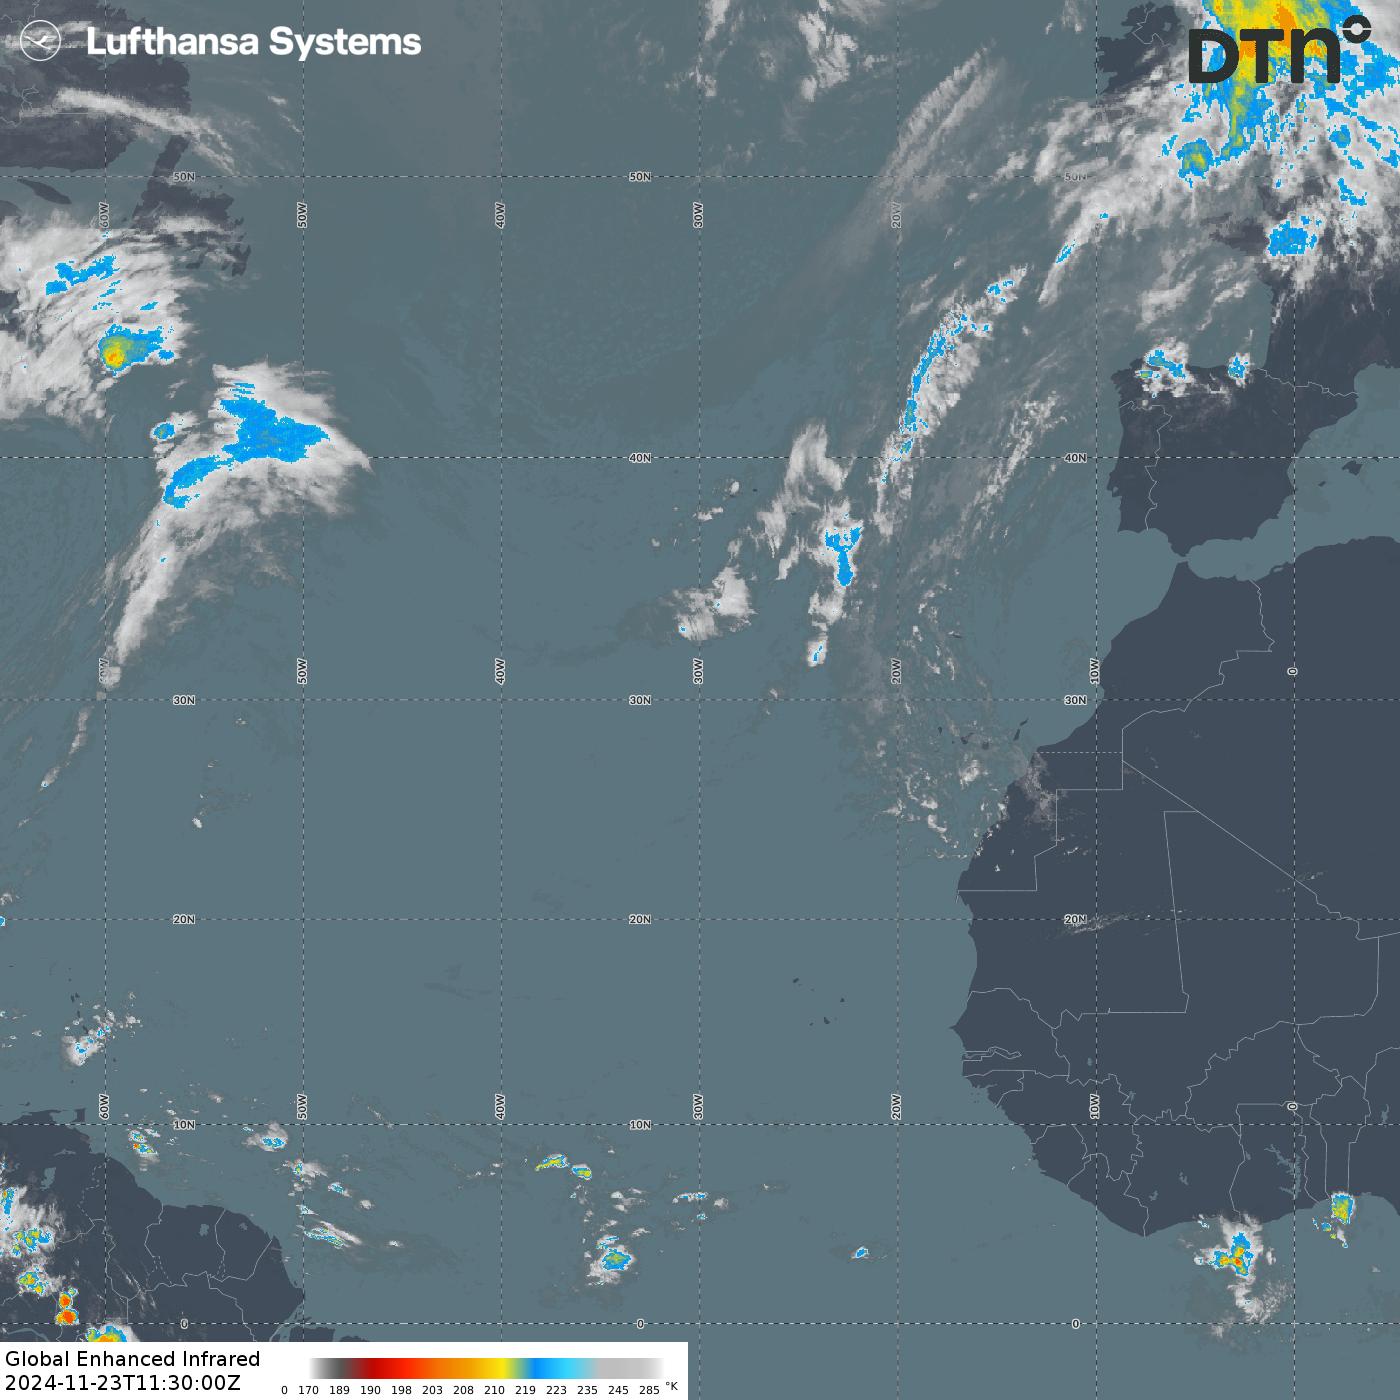 Lufthansa Systems
DTN
50N 50N 50N
60W 50W 40W 30W 20W
40N 40N 40N
60W 50W 40W 30W 20W 10W 0
30N 30N 30N
20N 20N 20N
60W 50W 40W 30W 20W 10W 0
10N 10N
0 0 0
Global Enhanced Infrared
2024-11-23T11:30:00Z
0 170 189 190 198 203 208 210 219 223 235 245 285 °K